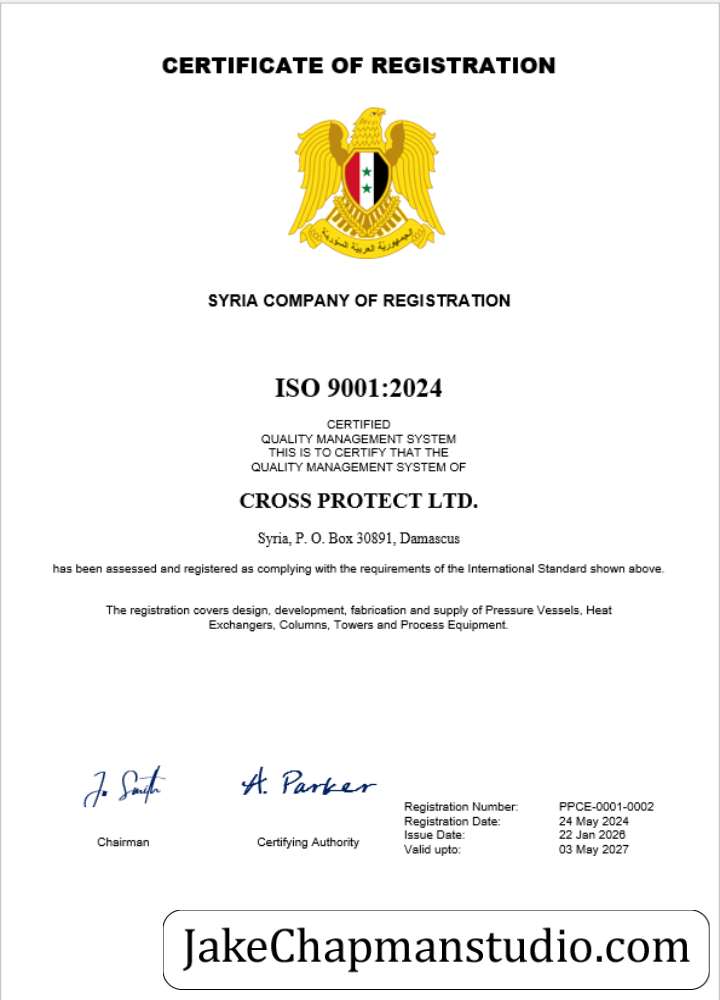 CERTIFICATE OF REGISTRATION
الجمهورية العربية السورية
SYRIA COMPANY OF REGISTRATION
ISO 9001:2024
CERTIFIED
QUALITY MANAGEMENT SYSTEM
THIS IS TO CERTIFY THAT THE
QUALITY MANAGEMENT SYSTEM OF
CROSS PROTECT LTD.
Syria, P. O. Box 30891, Damascus
has been assessed and registered as complying with the requirements of the International Standard shown above.
The registration covers design, development, fabrication and supply of Pressure Vessels, Heat
Exchangers, Columns, Towers and Process Equipment.
Jo Smith
A. Parker
Chairman
Certifying Authority
Registration Number: PPCE-0001-0002
Registration Date: 24 May 2024
Issue Date: 22 Jan 2026
Valid upto: 03 May 2027
JakeChapmanstudio.com